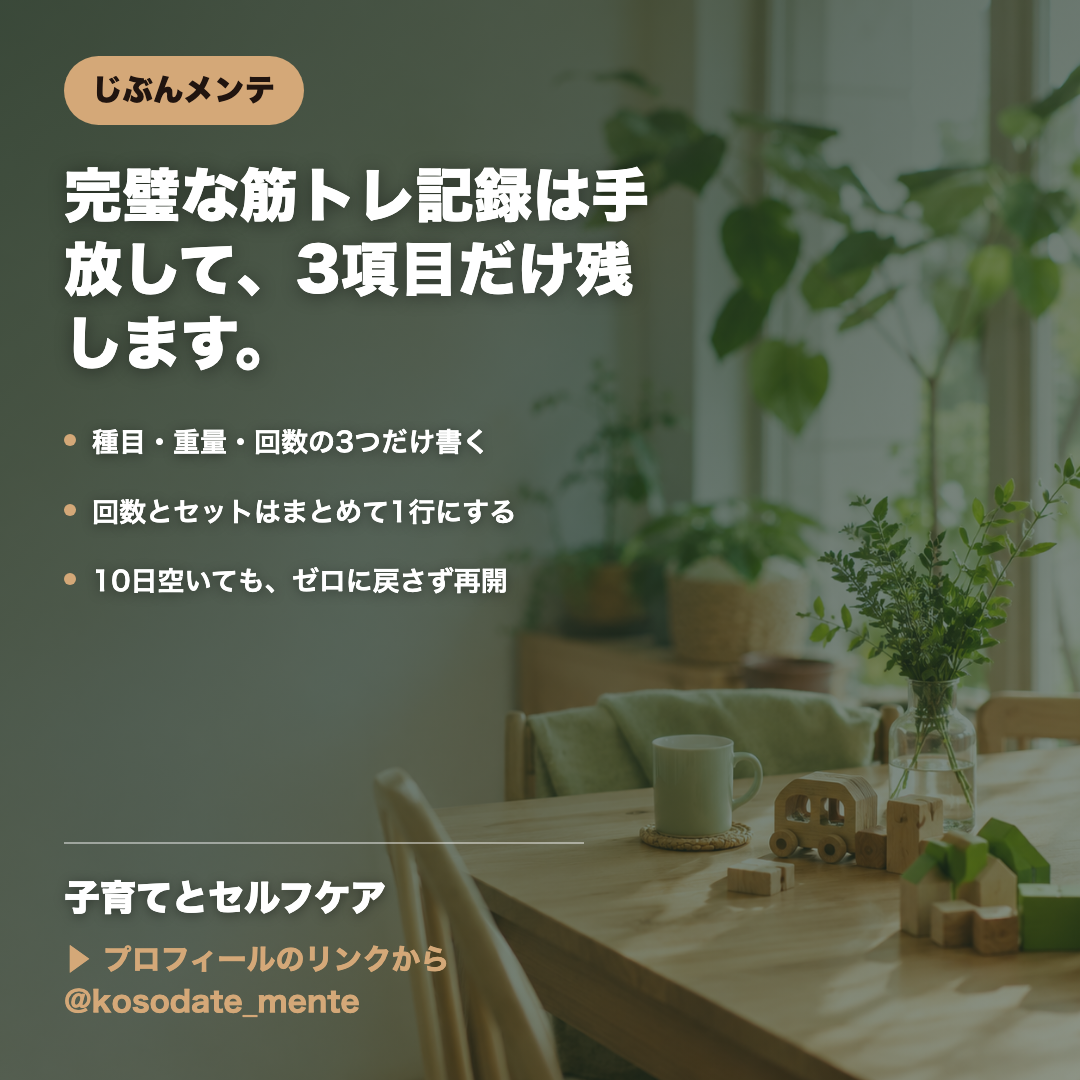 じぶんメンテ
完璧な筋トレ記録は手
放して、3項目だけ残
します。
種目・重量・回数の3つだけ書く
回数とセットはまとめて1行にする
10日空いても、ゼロに戻さず再開
子育てとセルフケア
▶ プロフィールのリンクから
@kosodate_mente